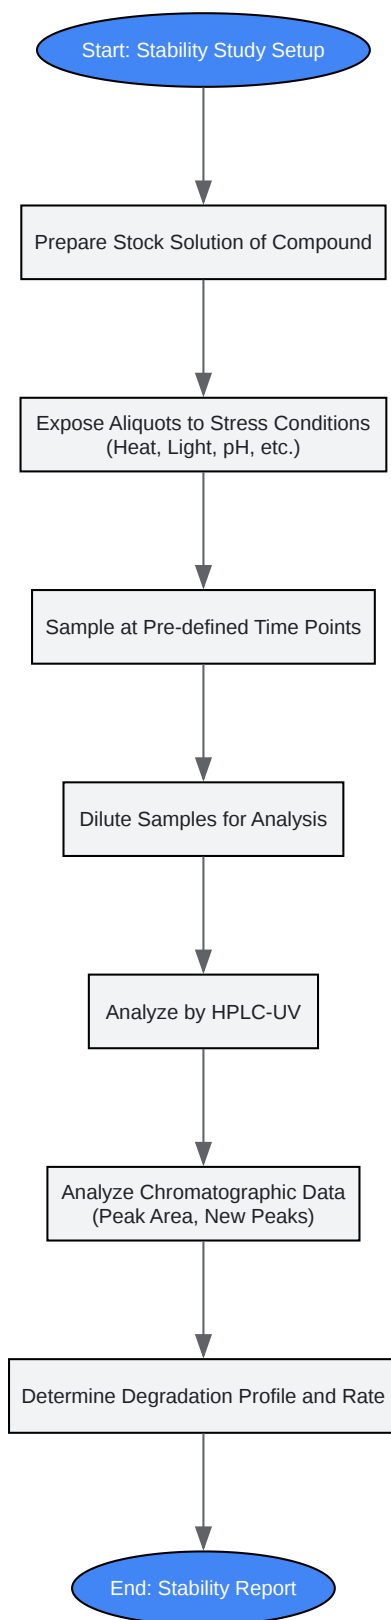 Start: Stability Study Setup
Prepare Stock Solution of Compound
Expose Aliquots to Stress Conditions
(Heat, Light, pH, etc.)
Sample at Pre-defined Time Points
Dilute Samples for Analysis
Analyze by HPLC-UV
Analyze Chromatographic Data
(Peak Area, New Peaks)
Determine Degradation Profile and Rate
End: Stability Report